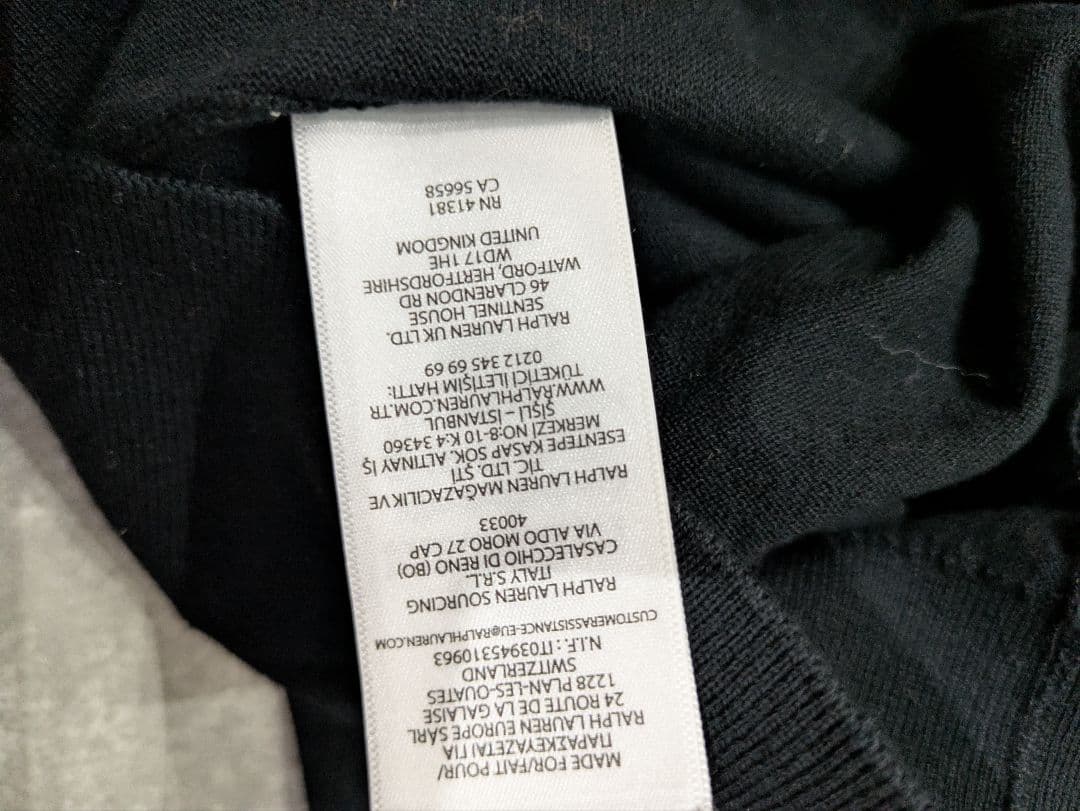 MADE FOR/FAIT POUR/
ΠΑΡΑΣΚΕΥΑΖΕΤΑΙ ΓΙΑ
RALPH LAUREN EUROPE SÀRL
24 ROUTE DE LA GALAISE
1228 PLAN-LES-OUATES
SWITZERLAND
N.I.F.: IT03945310963
CUSTOMERASSISTANCE-EU@RALPHLAUREN.COM
RALPH LAUREN SOURCING
ITALY S.R.L.
CASALECCHIO DI RENO (BO)
VIA ALDO MORO 27 CAP
40033
RALPH LAUREN MAĞAZACILIK VE
TİC LTD. ŞTİ
ESENTEPE KASAP SOK. ALTINAY İŞ
MERKEZİ NO:8-10 K:4 34360
ŞİŞLİ – İSTANBUL
WWW.RALPHLAUREN.COM.TR
TÜKETİCİ İLETİŞİM HATTI:
0212 345 69 69
RALPH LAUREN UK LTD.
SENTINEL HOUSE
46 CLARENDON RD
WATFORD, HERTFORDSHIRE
WD17 1HE
UNITED KINGDOM
RN 41381
CA 56658